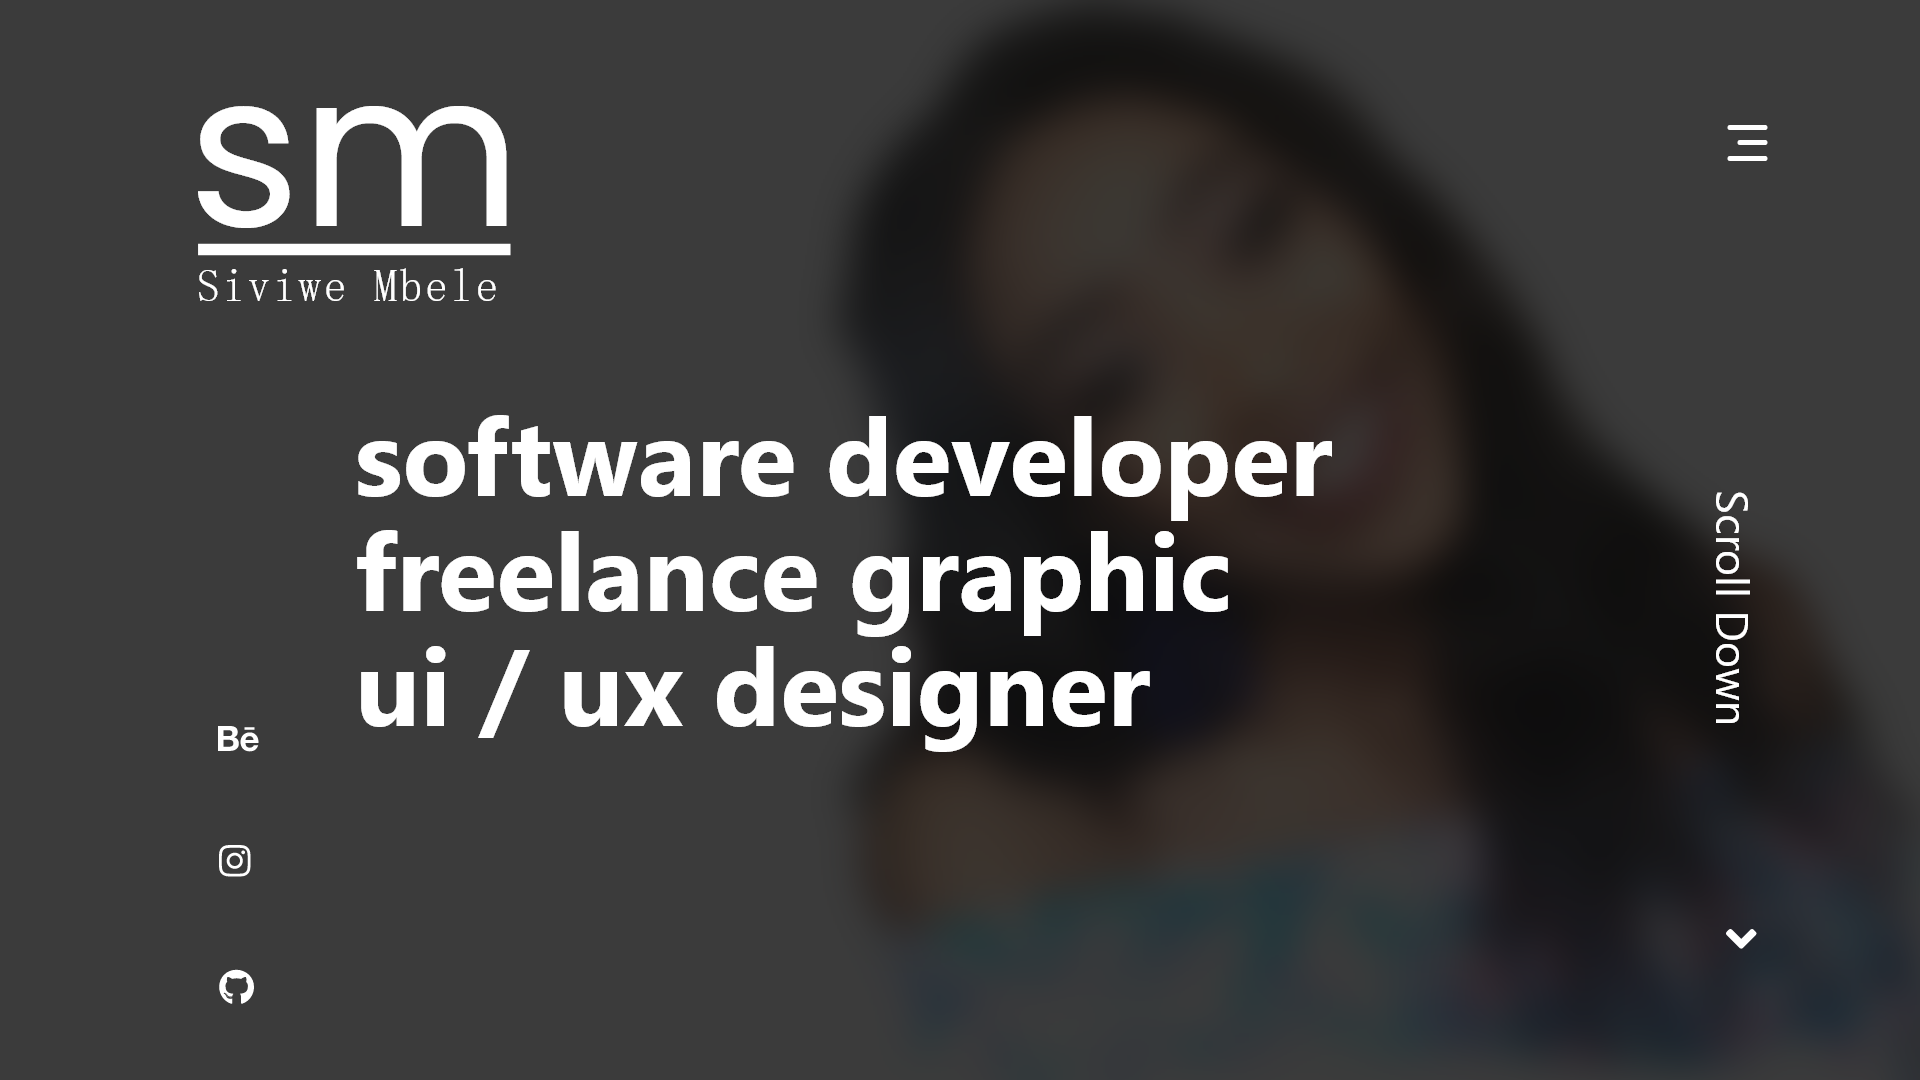 sm
Siviwe Mbele
software developer
freelance graphic
ui / ux designer
Scroll Down
Bē